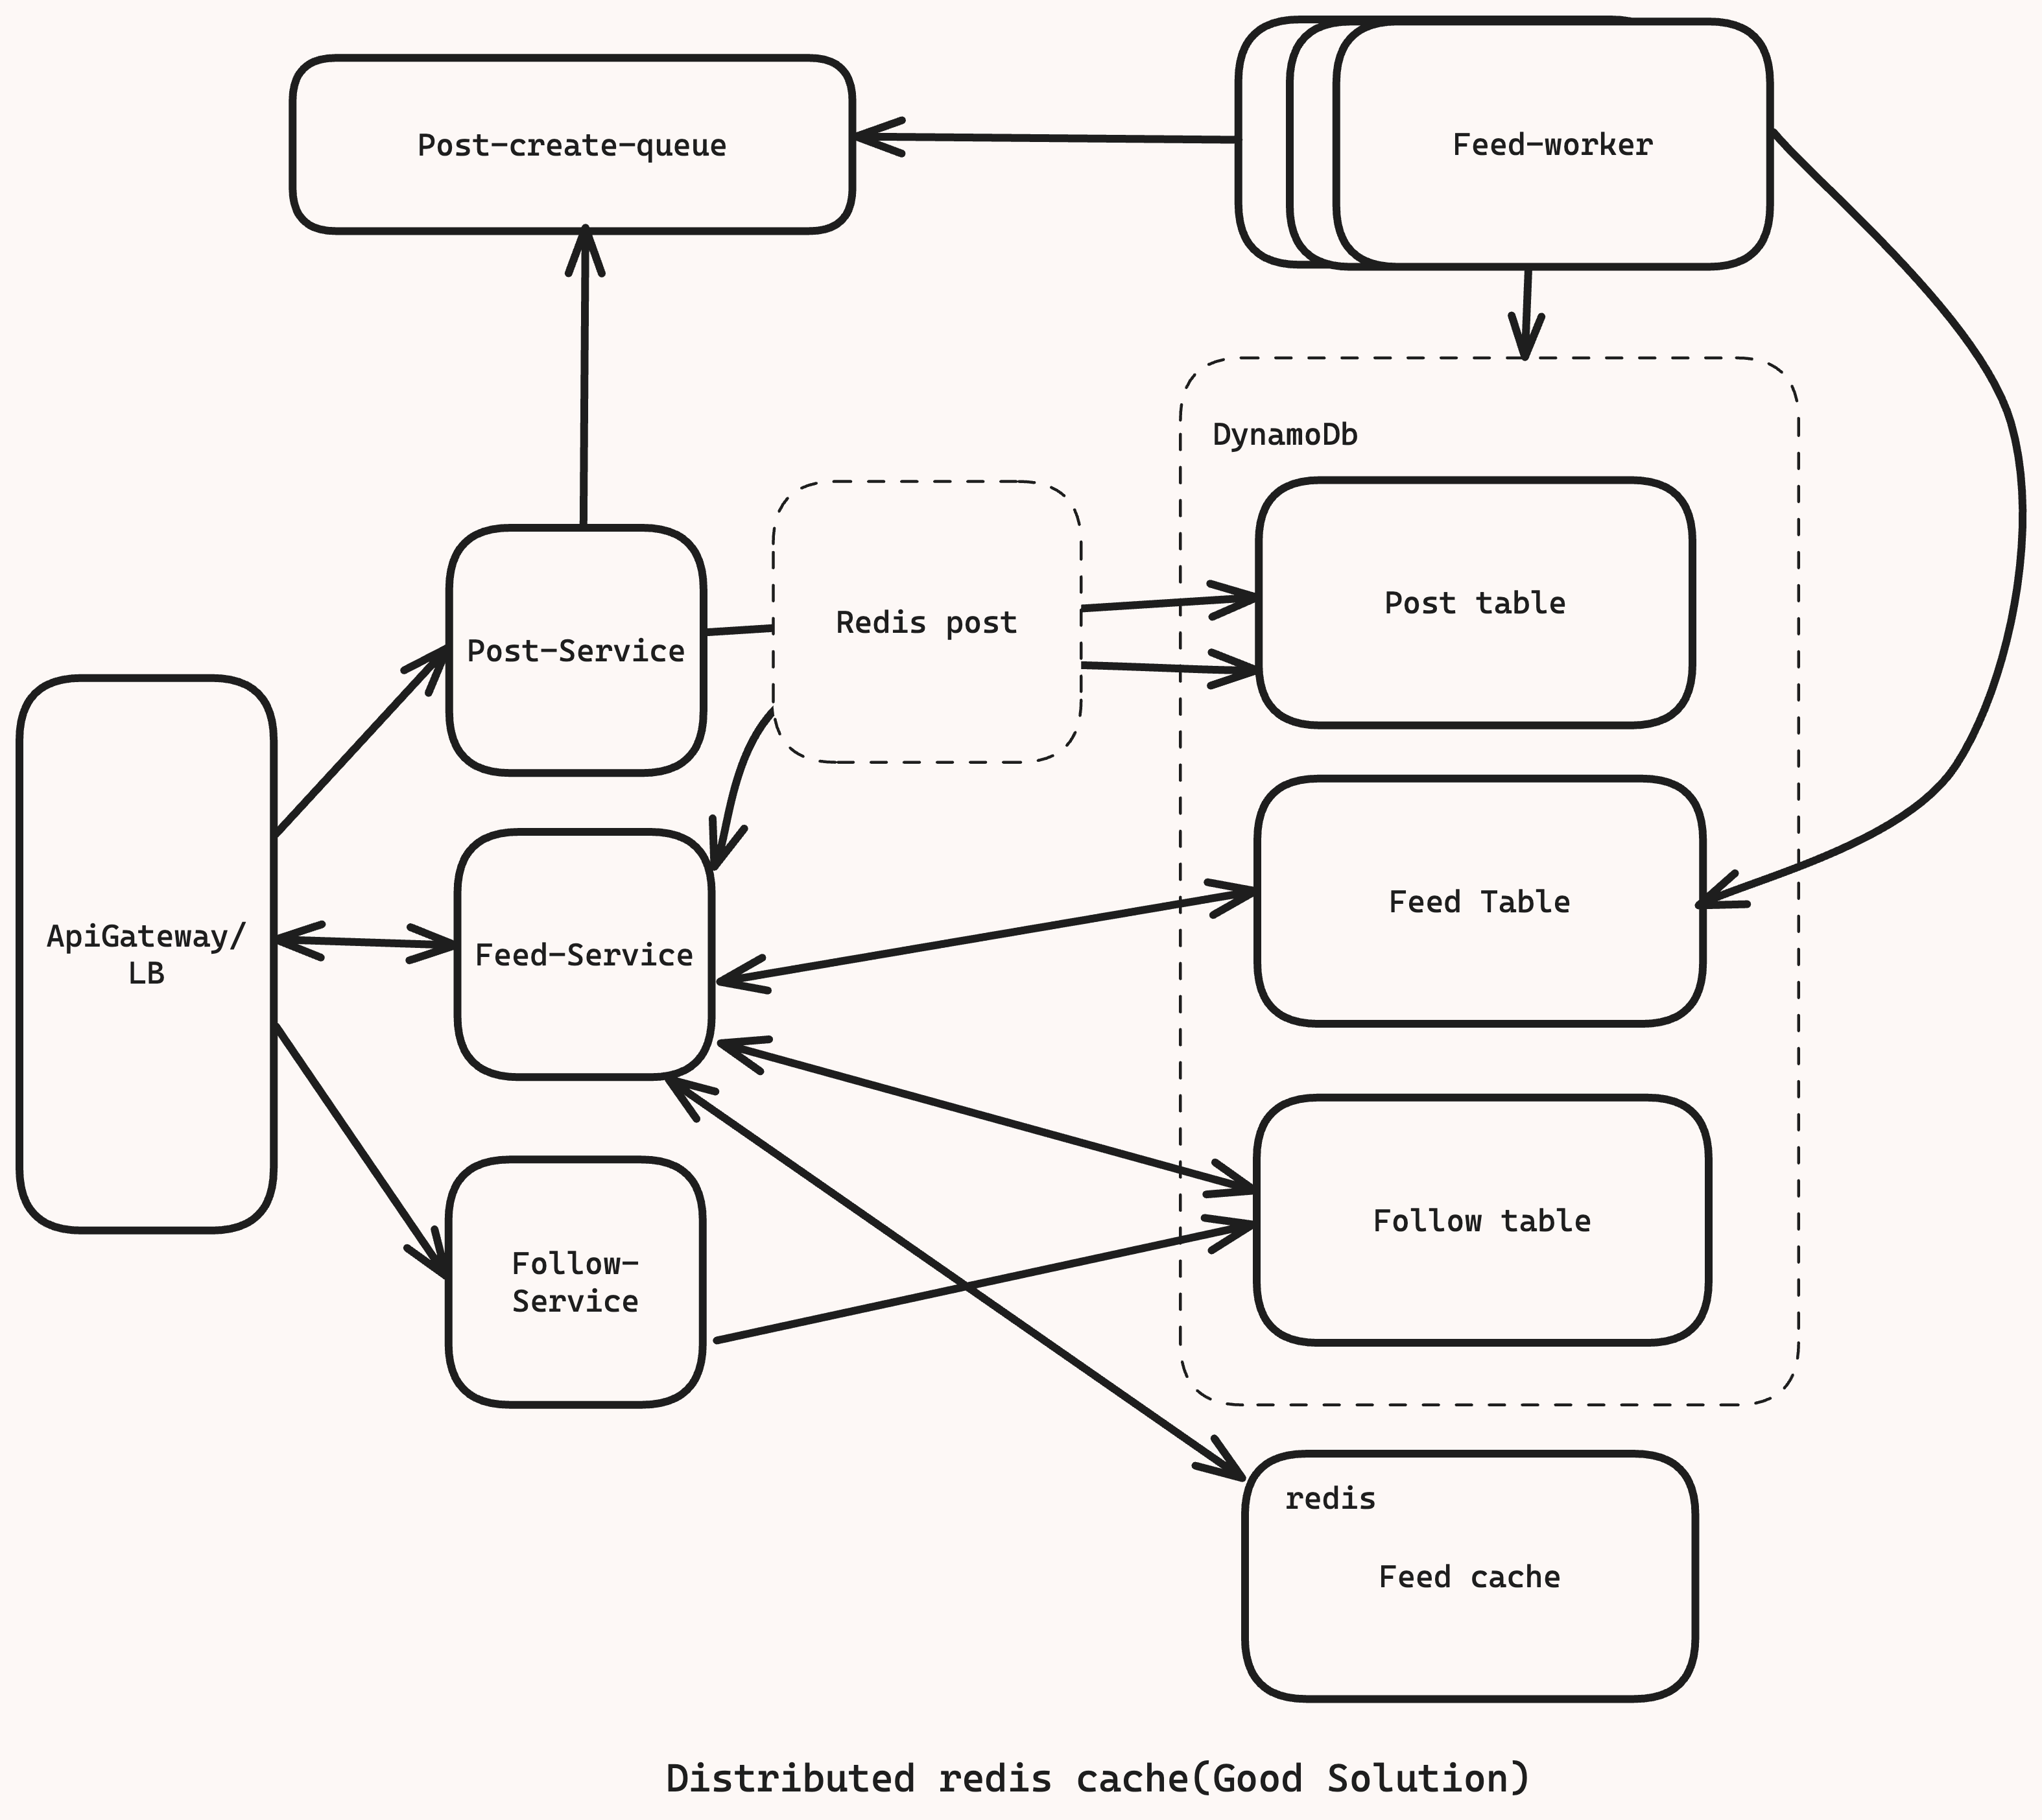 Post-create-queue
Feed-worker
DynamoDb
Redis post
Post table
Post-Service
Feed Table
ApiGateway/
LB
Feed-Service
Follow table
Follow-
Service
redis
Feed cache
Distributed redis cache(Good Solution)